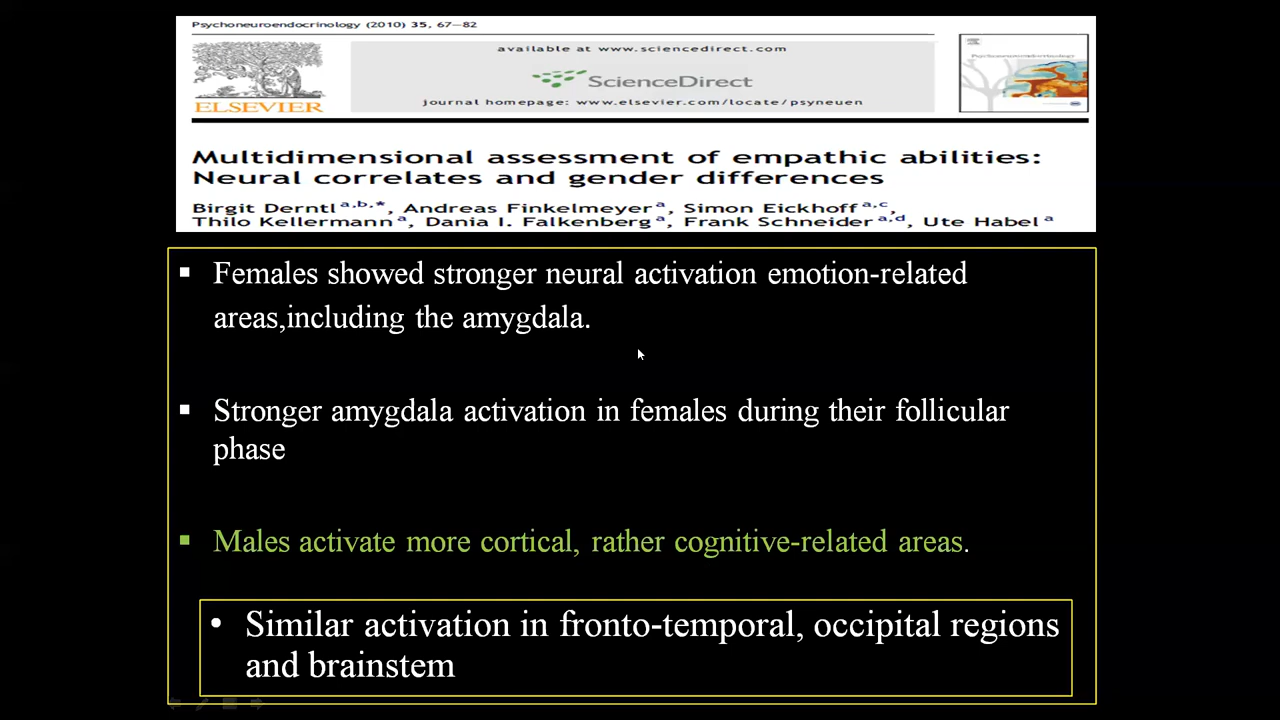 Psychoneuroendocrinology (2010) 35, 67—82
available at www.sciencedirect.com
ScienceDirect
journal homepage: www.elsevier.com/locate/psyneuen
ELSEVIER
Multidimensional assessment of empathic abilities:
Neural correlates and gender differences
Birgit Derntl a,b,*, Andreas Finkelmeyer a, Simon Eickhoff a,c,
Thilo Kellermann a, Dania I. Falkenberg a, Frank Schneider a,d, Ute Habel a
▪ Females showed stronger neural activation emotion-related
areas,including the amygdala.
▪ Stronger amygdala activation in females during their follicular
phase
▪ Males activate more cortical, rather cognitive-related areas.
• Similar activation in fronto-temporal, occipital regions
and brainstem